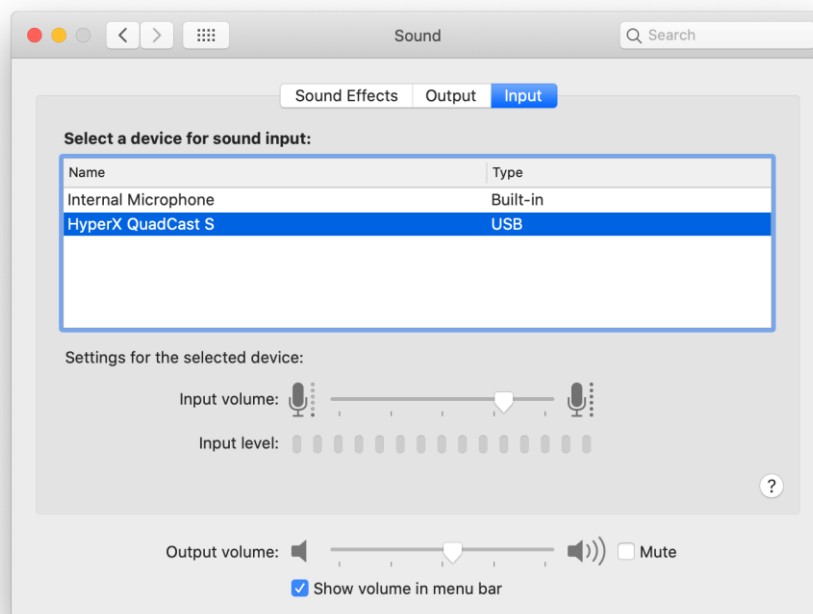 Sound
Search
Sound Effects Output Input
Select a device for sound input:
Name Type
Internal Microphone Built-in
HyperX QuadCast S USB
Settings for the selected device:
Input volume:
Input level:
?
Output volume: Mute
Show volume in menu bar